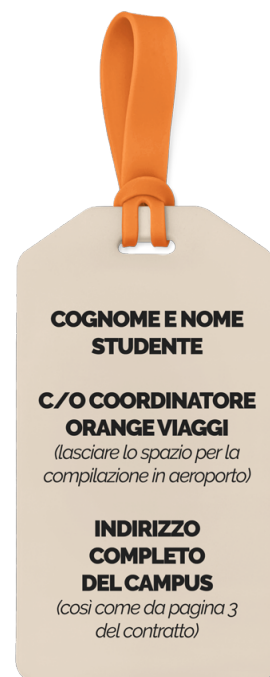 COGNOME E NOME
STUDENTE
C/O COORDINATORE
ORANGE VIAGGI
(lasciare lo spazio per la
compilazione in aeroporto)
INDIRIZZO
COMPLETO
DEL CAMPUS
(così come da pagina 3
del contratto)